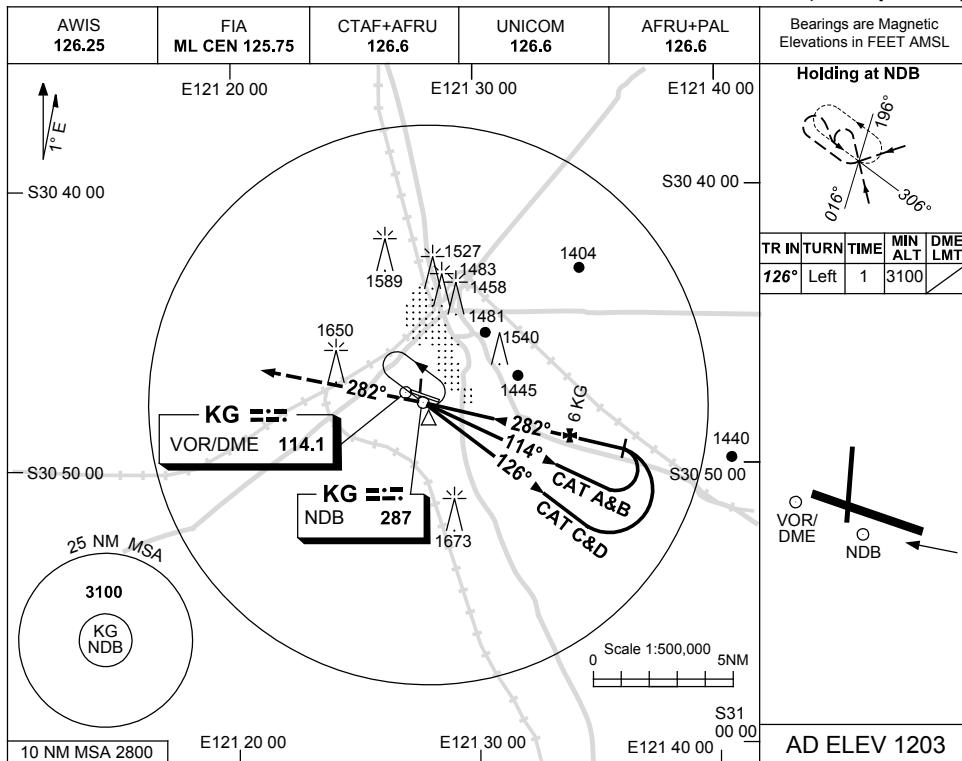 AWIS
126.25
FIA
ML CEN 125.75
CTAF+AFRU
126.6
UNICOM
126.6
AFRU+PAL
126.6
Bearings are Magnetic
Elevations in FEET AMSL
E121 20 00
E121 30 00
E121 40 00
1° E
S30 40 00
S30 40 00
1589
1527
1483
1458
1404
1481
1540
1650
1445
282°
KG
VOR/DME 114.1
282°
6 KG
114°
CAT A&B
126°
CAT C&D
1440
S30 50 00
S30 50 00
KG
NDB 287
1673
25 NM MSA
3100
KG
NDB
Scale 1:500,000
0 5NM
S31
00 00
10 NM MSA 2800
E121 20 00
E121 30 00
E121 40 00
Holding at NDB
196°
016°
306°
TR IN TURN TIME MIN ALT DME LMT
126° Left 1 3100
VOR/
DME
NDB
AD ELEV 1203